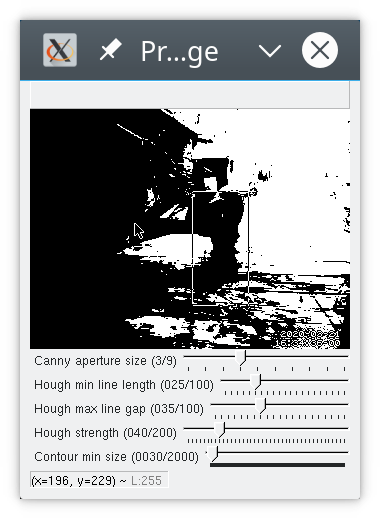 Pr...ge
Canny aperture size (3/9)
Hough min line length (025/100)
Hough max line gap (035/100)
Hough strength (040/200)
Contour min size (0030/2000)
(x=196, y=229) ~ L:255